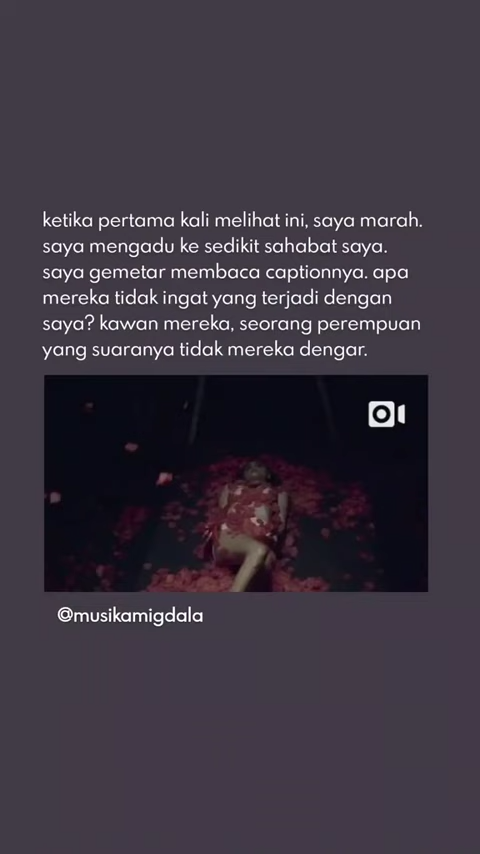 ketika pertama kali melihat ini, saya marah.
saya mengadu ke sedikit sahabat saya.
saya gemetar membaca captionnya. apa
mereka tidak ingat yang terjadi dengan
saya? kawan mereka, seorang perempuan
yang suaranya tidak mereka dengar.
@musikamigdala